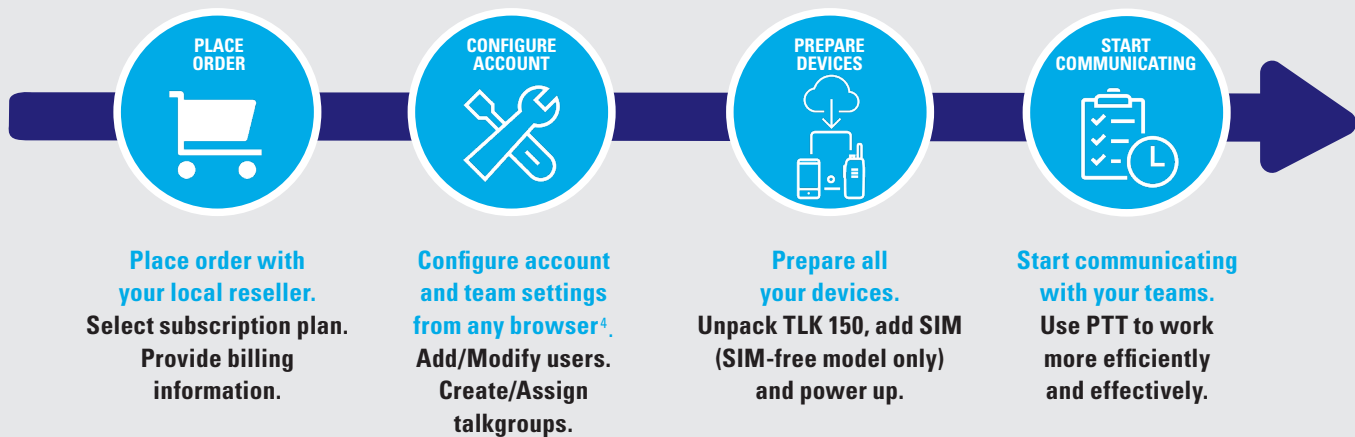 PLACE
ORDER
CONFIGURE
ACCOUNT
PREPARE
DEVICES
START
COMMUNICATING
Place order with
your local reseller.
Select subscription plan.
Provide billing
information.
Configure account
and team settings
from any browser⁴.
Add/Modify users.
Create/Assign
talkgroups.
Prepare all
your devices.
Unpack TLK 150, add SIM
(SIM-free model only)
and power up.
Start communicating
with your teams.
Use PTT to work
more efficiently
and effectively.